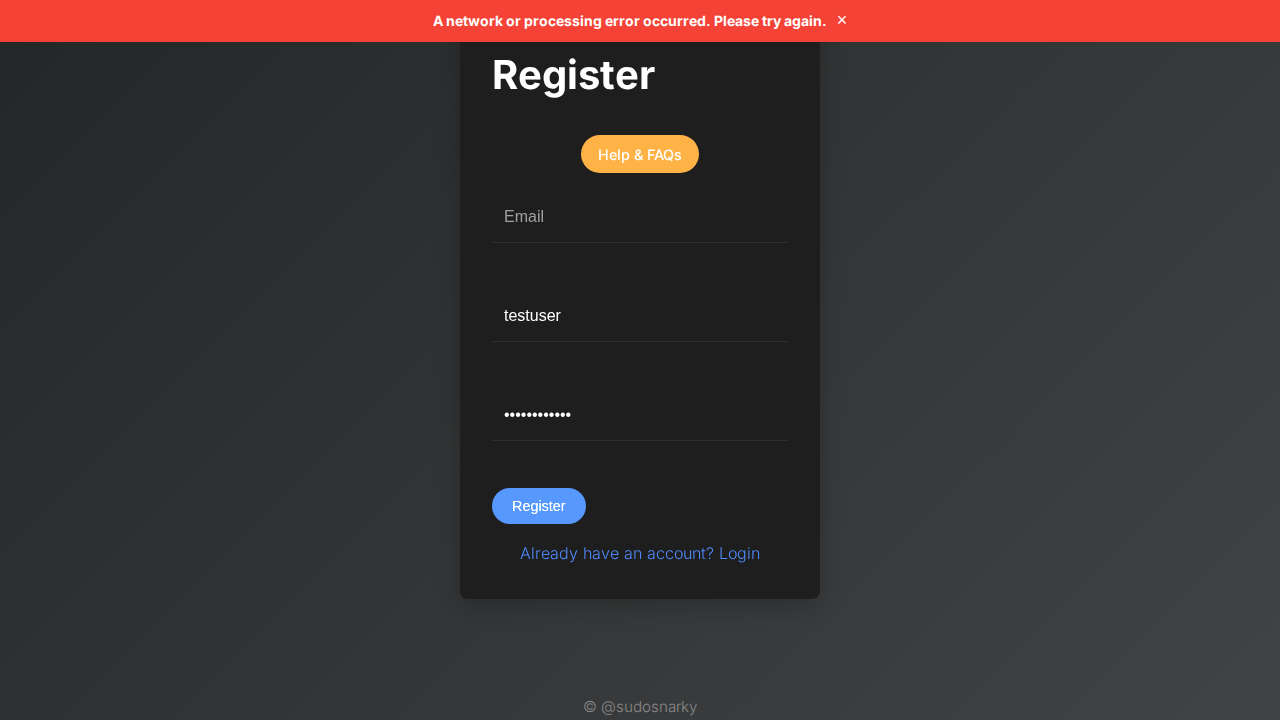 A network or processing error occurred. Please try again. ×
Register
Help & FAQs
Email
testuser
••••••••••••
Register
Already have an account? Login
© @sudosnarky